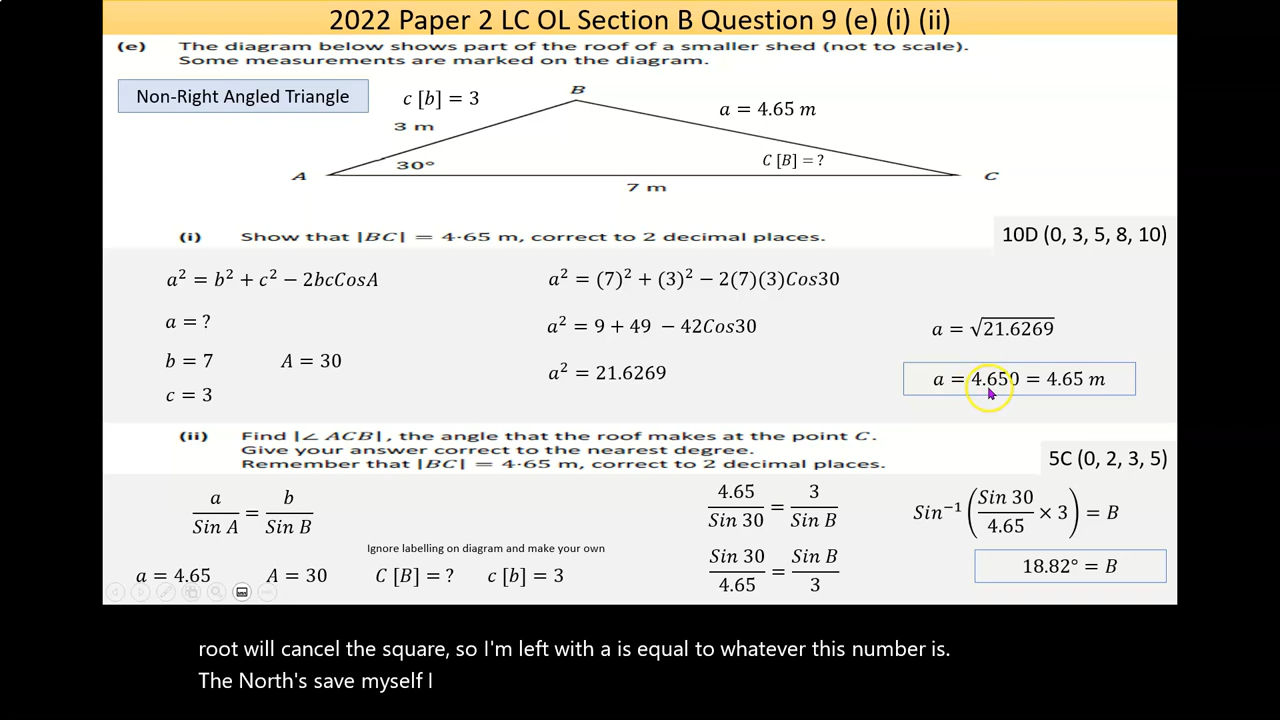 2022 Paper 2 LC OL Section B Question 9 (e) (i) (ii)
(e) The diagram below shows part of the roof of a smaller shed (not to scale).
Some measurements are marked on the diagram.
Non-Right Angled Triangle
c [b] = 3
B
a = 4.65 m
3 m
30°
C [B] = ?
A
C
7 m
(i) Show that |BC| = 4·65 m, correct to 2 decimal places.
10D (0, 3, 5, 8, 10)
a² = b² + c² − 2bcCosA
a² = (7)² + (3)² − 2(7)(3)Cos30
a = ?
a² = 9 + 49 − 42Cos30
a = √21.6269
b = 7 A = 30
a² = 21.6269
a = 4.650 = 4.65 m
c = 3
(ii) Find |∠ ACB|, the angle that the roof makes at the point C.
Give your answer correct to the nearest degree.
Remember that |BC| = 4·65 m, correct to 2 decimal places.
5C (0, 2, 3, 5)
a/Sin A = b/Sin B
4.65/Sin 30 = 3/Sin B
Sin⁻¹(Sin 30/4.65 × 3) = B
Ignore labelling on diagram and make your own
a = 4.65 A = 30 C [B] = ? c [b] = 3
Sin 30/4.65 = Sin B/3
18.82° = B
root will cancel the square, so I'm left with a is equal to whatever this number is.
The North's save myself I